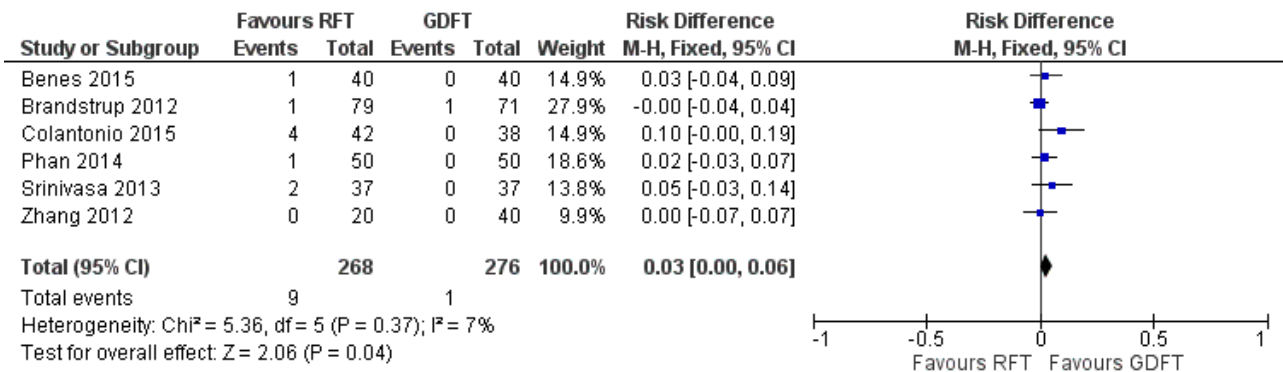 Favours RFT GDFT Risk Difference Risk Difference
Study or Subgroup Events Total Events Total Weight M-H, Fixed, 95% CI M-H, Fixed, 95% CI
Benes 2015 1 40 0 40 14.9% 0.03 [-0.04, 0.09]
Brandstrup 2012 1 79 1 71 27.9% -0.00 [-0.04, 0.04]
Colantonio 2015 4 42 0 38 14.9% 0.10 [-0.00, 0.19]
Phan 2014 1 50 0 50 18.6% 0.02 [-0.03, 0.07]
Srinivasa 2013 2 37 0 37 13.8% 0.05 [-0.03, 0.14]
Zhang 2012 0 20 0 40 9.9% 0.00 [-0.07, 0.07]
Total (95% CI) 268 276 100.0% 0.03 [0.00, 0.06]
Total events 9 1
Heterogeneity: Chi² = 5.36, df = 5 (P = 0.37); I² = 7%
Test for overall effect: Z = 2.06 (P = 0.04)
-1 -0.5 0 0.5 1
Favours RFT Favours GDFT